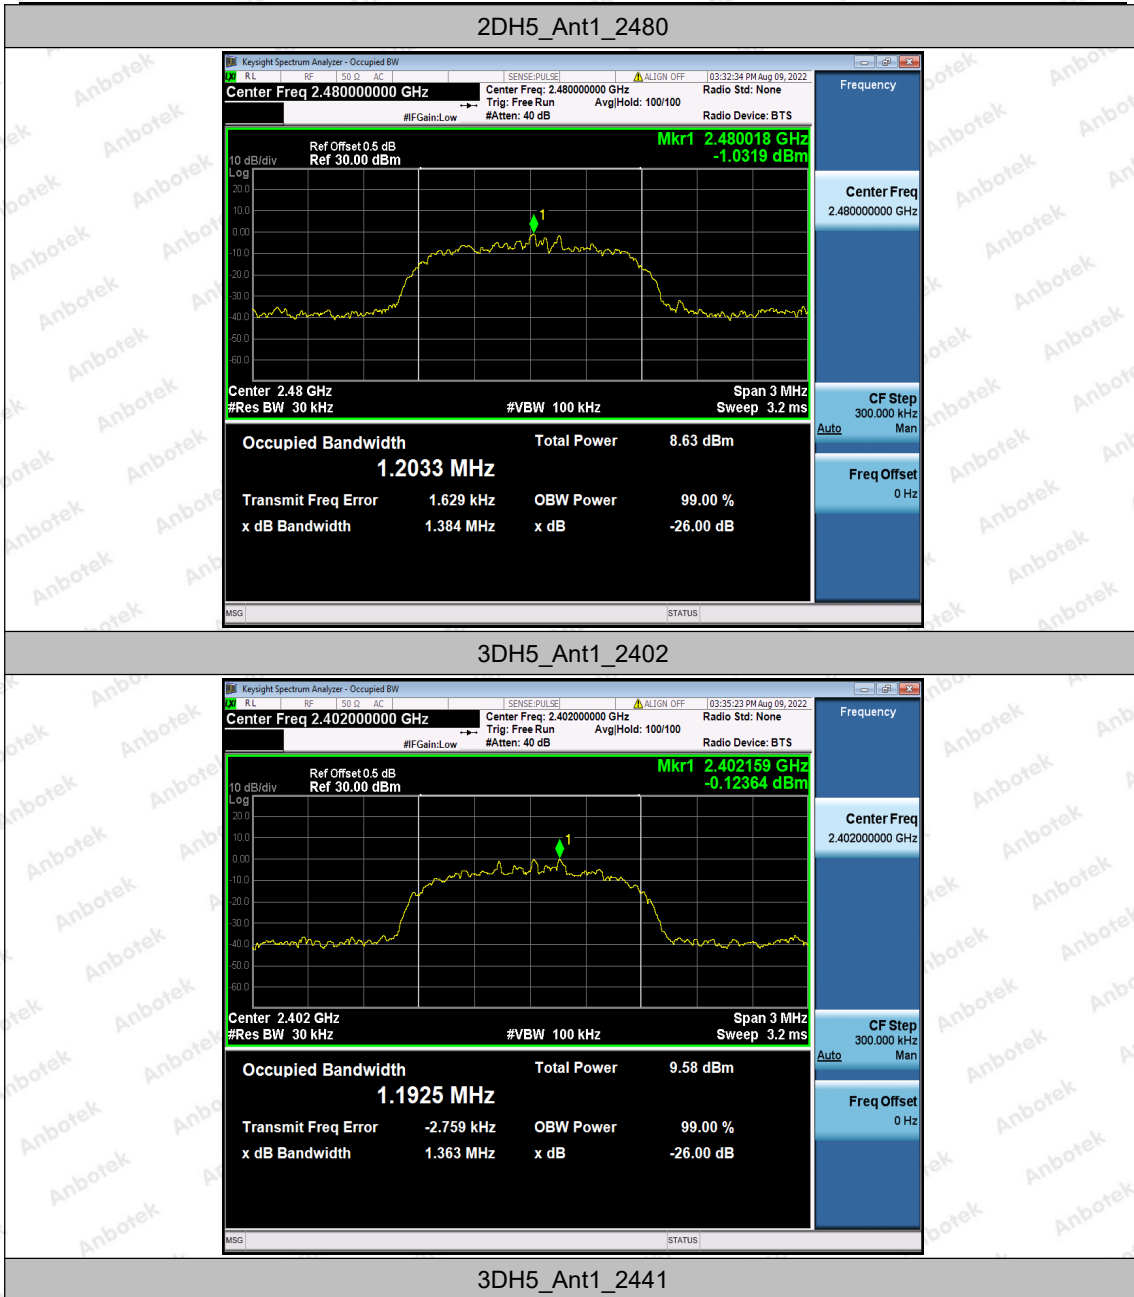 2DH5_Ant1_2480
Keysight Spectrum Analyzer - Occupied BW
LXI RL RF 50 Ω AC SENSE:PULSE ALIGN OFF 03:32:34 PM Aug 09, 2022
Center Freq 2.480000000 GHz
Center Freq: 2.480000000 GHz
Radio Std: None
Trig: Free Run Avg|Hold: 100/100
#IFGain:Low #Atten: 40 dB Radio Device: BTS
Mkr1 2.480018 GHz
-1.0319 dBm
Ref Offset 0.5 dB
10 dB/div Ref 30.00 dBm
Log
20.0
10.0
1
0.00
-10.0
-20.0
-30.0
-40.0
-50.0
-60.0
Center 2.48 GHz Span 3 MHz
#Res BW 30 kHz #VBW 100 kHz Sweep 3.2 ms
Occupied Bandwidth Total Power 8.63 dBm
1.2033 MHz
Transmit Freq Error 1.629 kHz OBW Power 99.00 %
x dB Bandwidth 1.384 MHz x dB -26.00 dB
MSG STATUS
Frequency
Center Freq
2.480000000 GHz
CF Step
300.000 kHz
Auto Man
Freq Offset
0 Hz
3DH5_Ant1_2402
Keysight Spectrum Analyzer - Occupied BW
LXI RL RF 50 Ω AC SENSE:PULSE ALIGN OFF 03:35:23 PM Aug 09, 2022
Center Freq 2.402000000 GHz
Center Freq: 2.402000000 GHz
Radio Std: None
Trig: Free Run Avg|Hold: 100/100
#IFGain:Low #Atten: 40 dB Radio Device: BTS
Mkr1 2.402159 GHz
-0.12364 dBm
Ref Offset 0.5 dB
10 dB/div Ref 30.00 dBm
Log
20.0
10.0
1
0.00
-10.0
-20.0
-30.0
-40.0
-50.0
-60.0
Center 2.402 GHz Span 3 MHz
#Res BW 30 kHz #VBW 100 kHz Sweep 3.2 ms
Occupied Bandwidth Total Power 9.58 dBm
1.1925 MHz
Transmit Freq Error -2.759 kHz OBW Power 99.00 %
x dB Bandwidth 1.363 MHz x dB -26.00 dB
MSG STATUS
Frequency
Center Freq
2.402000000 GHz
CF Step
300.000 kHz
Auto Man
Freq Offset
0 Hz
3DH5_Ant1_2441
Anbotek